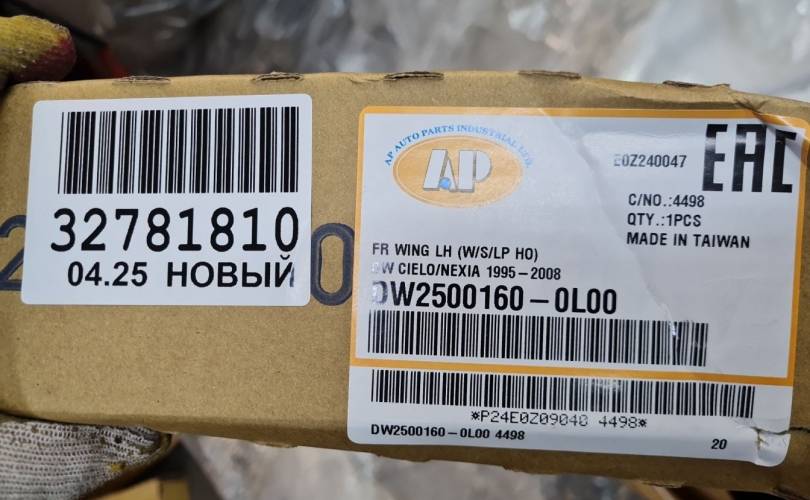 32781810
04.25 НОВЫЙ
AP AUTO PARTS INDUSTRIAL LTD.
AP
E0Z240047
EAC
C/NO.:4498
QTY.:1PCS
MADE IN TAIWAN
FR WING LH (W/S/LP HO)
DW CIELO/NEXIA 1995-2008
DW2500160-0L00
*P24E0Z09048 4498*
DW2500160-0L00 4498
20